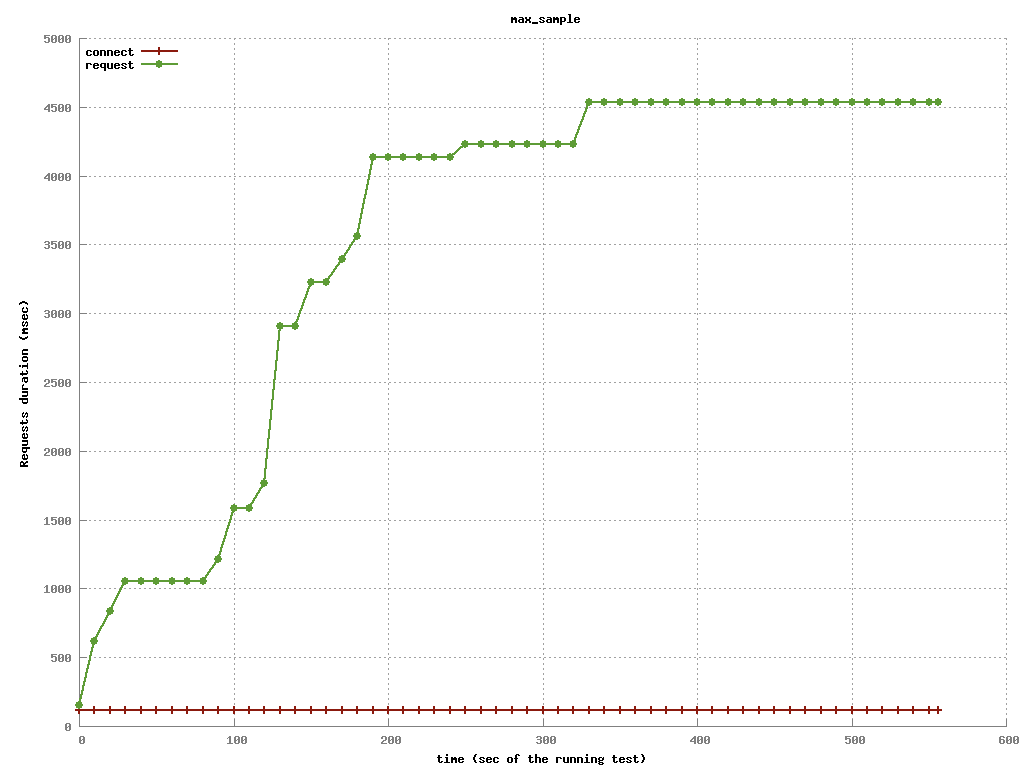 max_sample
connect
request
5000
4500
4000
3500
3000
2500
2000
1500
1000
500
0
Requests duration (msec)
0 100 200 300 400 500 600
time (sec of the running test)